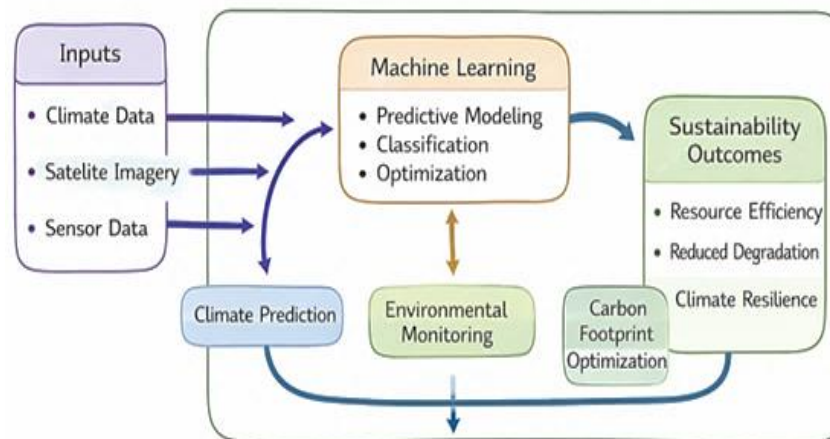 Inputs
• Climate Data
• Satelite Imagery
• Sensor Data
Machine Learning
• Predictive Modeling
• Classification
• Optimization
Sustainability
Outcomes
• Resource Efficiency
• Reduced Degradation
Climate Resilience
Climate Prediction
Environmental
Monitoring
Carbon
Footprint
Optimization